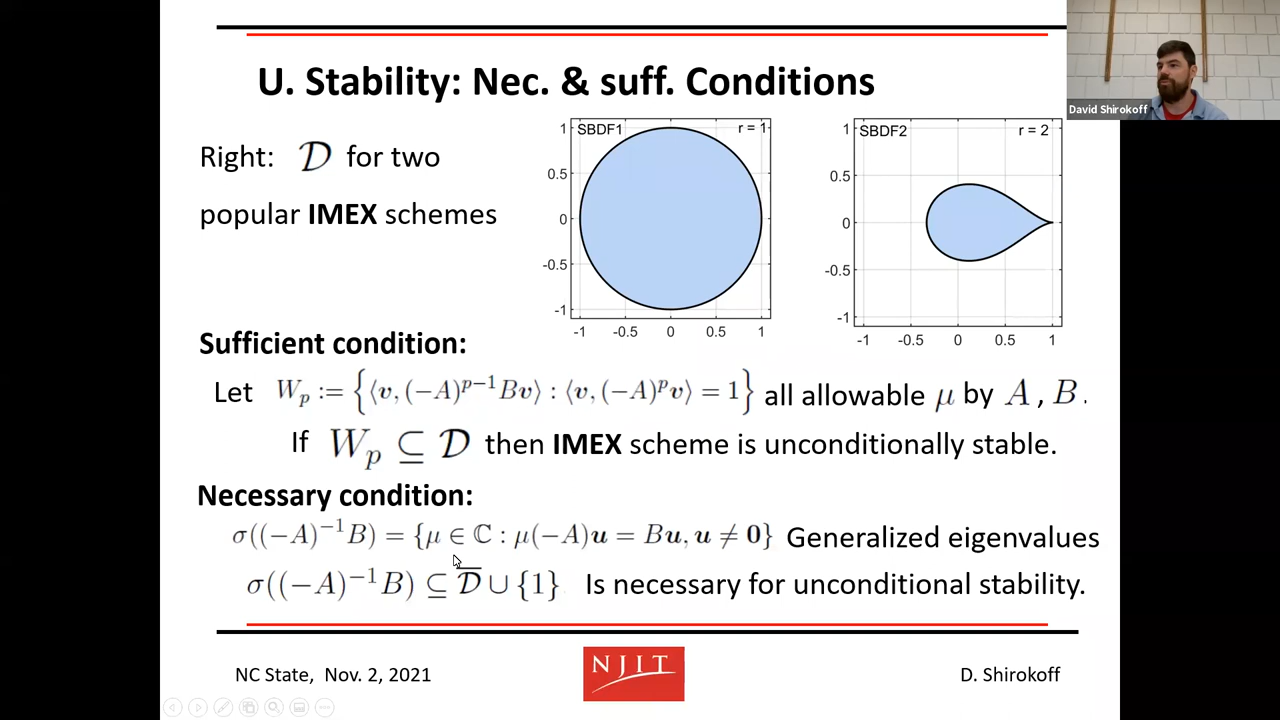 U. Stability: Nec. & suff. Conditions
David Shirokoff
Right: 𝒟 for two
popular IMEX schemes
SBDF1 r = 1
1
0.5
0
-0.5
-1
-1 -0.5 0 0.5 1
SBDF2 r = 2
1
0.5
0
-0.5
-1
-1 -0.5 0 0.5 1
Sufficient condition:
Let W_p := {⟨v, (-A)^{p-1}Bv⟩ : ⟨v, (-A)^p v⟩ = 1} all allowable μ by A , B .
If W_p ⊆ 𝒟 then IMEX scheme is unconditionally stable.
Necessary condition:
σ((-A)^{-1}B) = {μ ∈ ℂ : μ(-A)u = Bu, u ≠ 0} Generalized eigenvalues
σ((-A)^{-1}B) ⊆ 𝒟̅ ∪ {1} Is necessary for unconditional stability.
NC State, Nov. 2, 2021
NJIT
D. Shirokoff